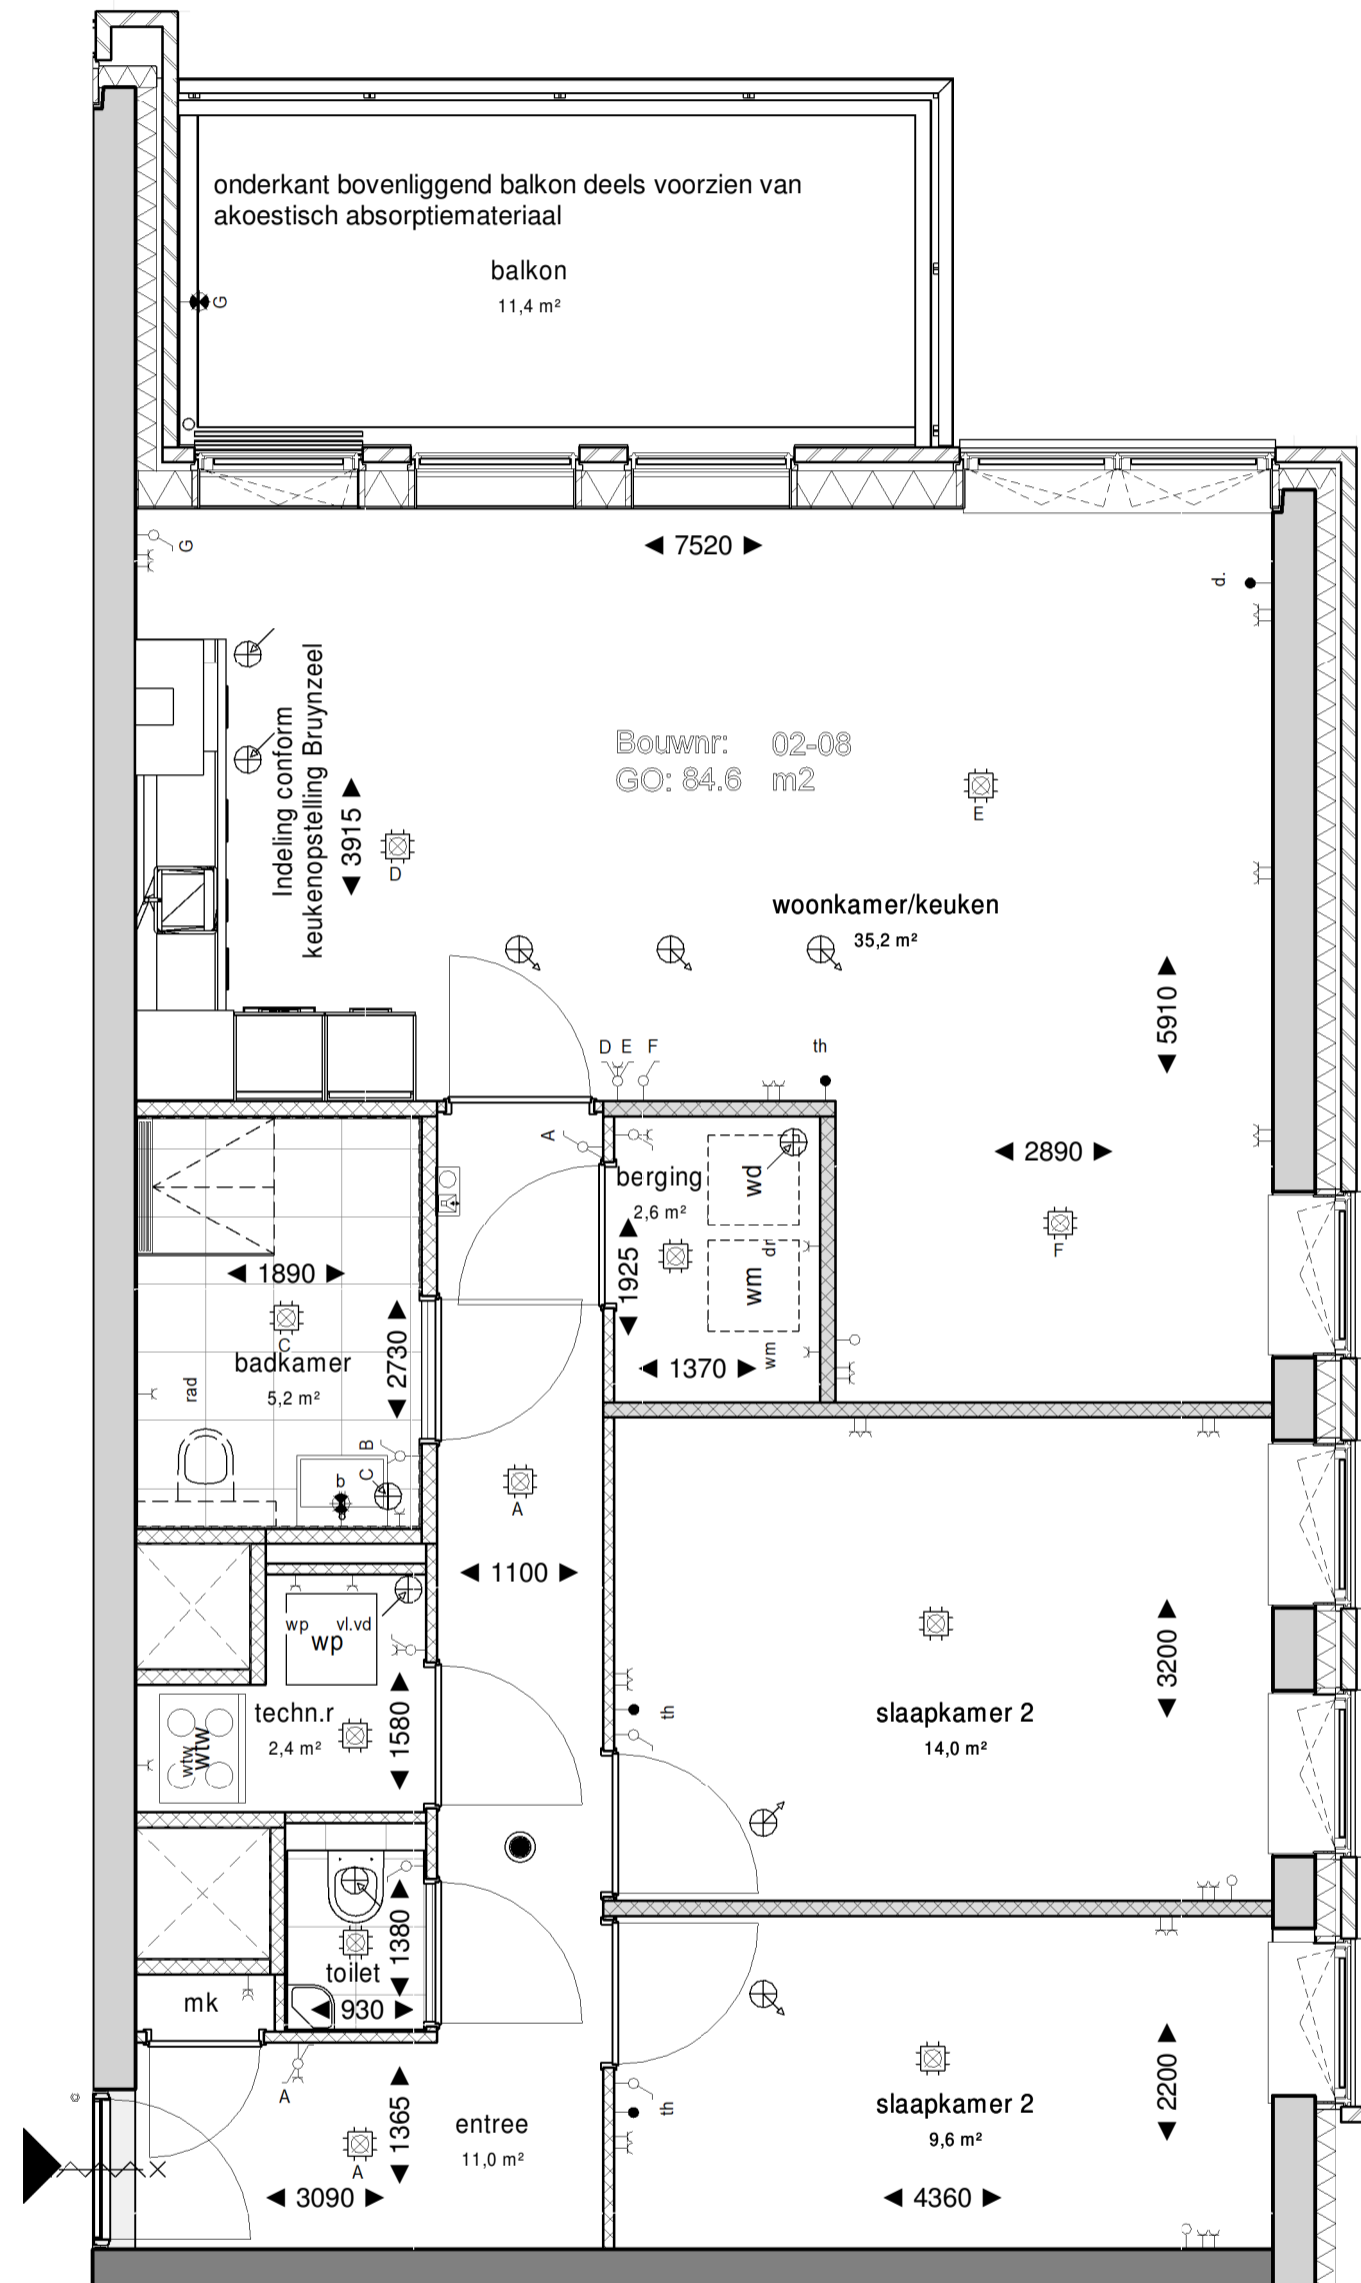 onderkant bovenliggend balkon deels voorzien van
akoestisch absorptiemateriaal
balkon
11,4 m²
G
7520
G
d.
Indeling conform
keukenopstelling Bruynzeel
Bouwnr: 02-08
GO: 84.6 m2
3915
D
E
woonkamer/keuken
35,2 m²
5910
D E F
th
A
berging
2,6 m²
wd
2890
1925
dr
wm
F
1890
C
badkamer
5,2 m²
2730
1370
wm
rad
B
C
b
A
1100
wp
vl.vd
wp
techn.r
2,4 m²
1580
wtw
wtw
th
slaapkamer 2
14,0 m²
3200
1380
toilet
930
mk
A
1365
entree
11,0 m²
A
3090
th
slaapkamer 2
9,6 m²
2200
4360